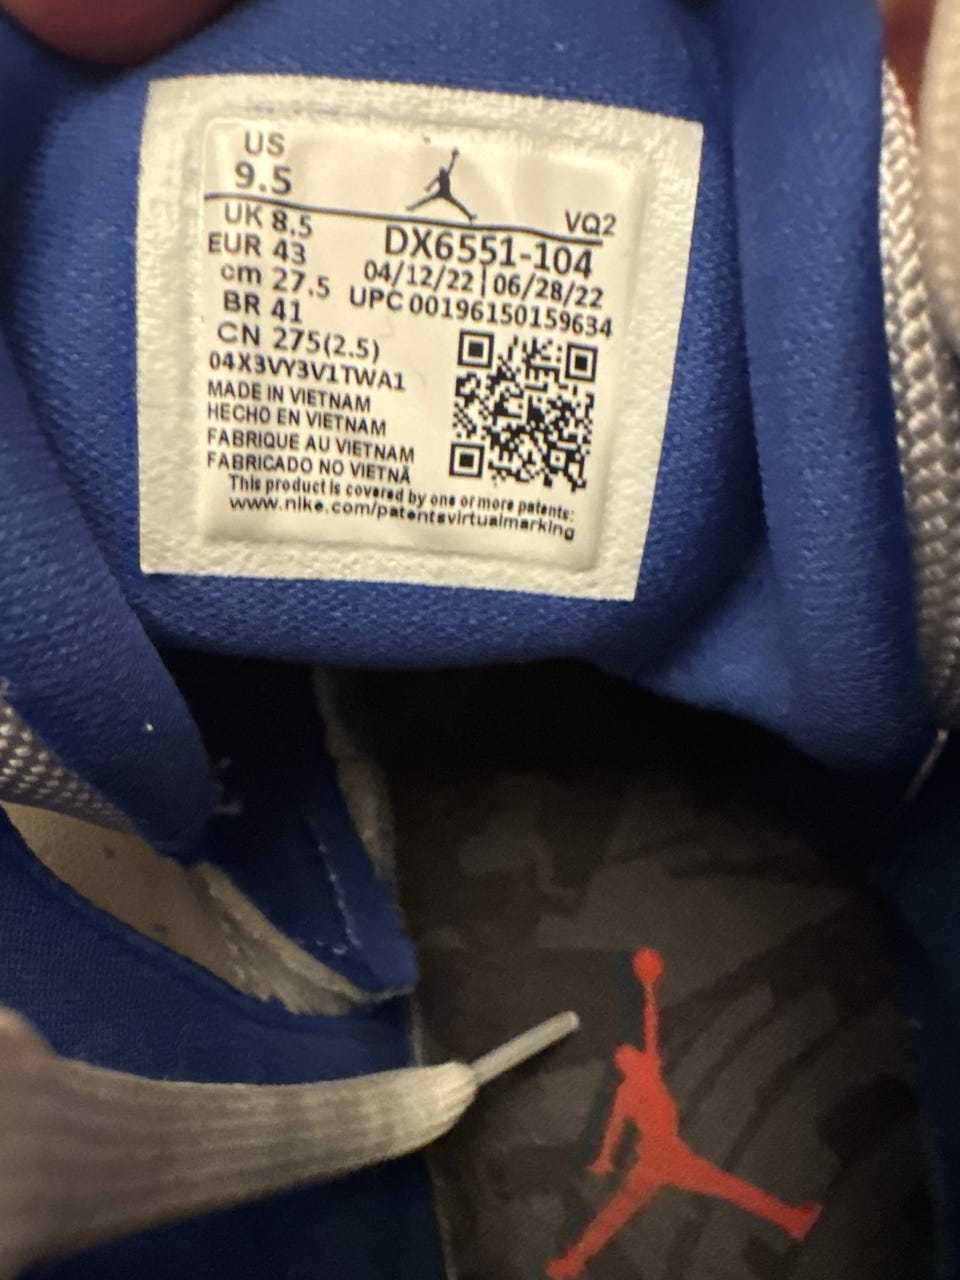 US
9.5
VQ2
UK 8.5
EUR 43
cm 27.5
BR 41
CN 275(2.5)
04X3VY3V1TWA1
DX6551-104
04/12/22|06/28/22
UPC 00196150159634
MADE IN VIETNAM
HECHO EN VIETNAM
FABRIQUE AU VIETNAM
FABRICADO NO VIETNÃ
This product is covered by one or more patents:
www.nike.com/patentsvirtualmarking